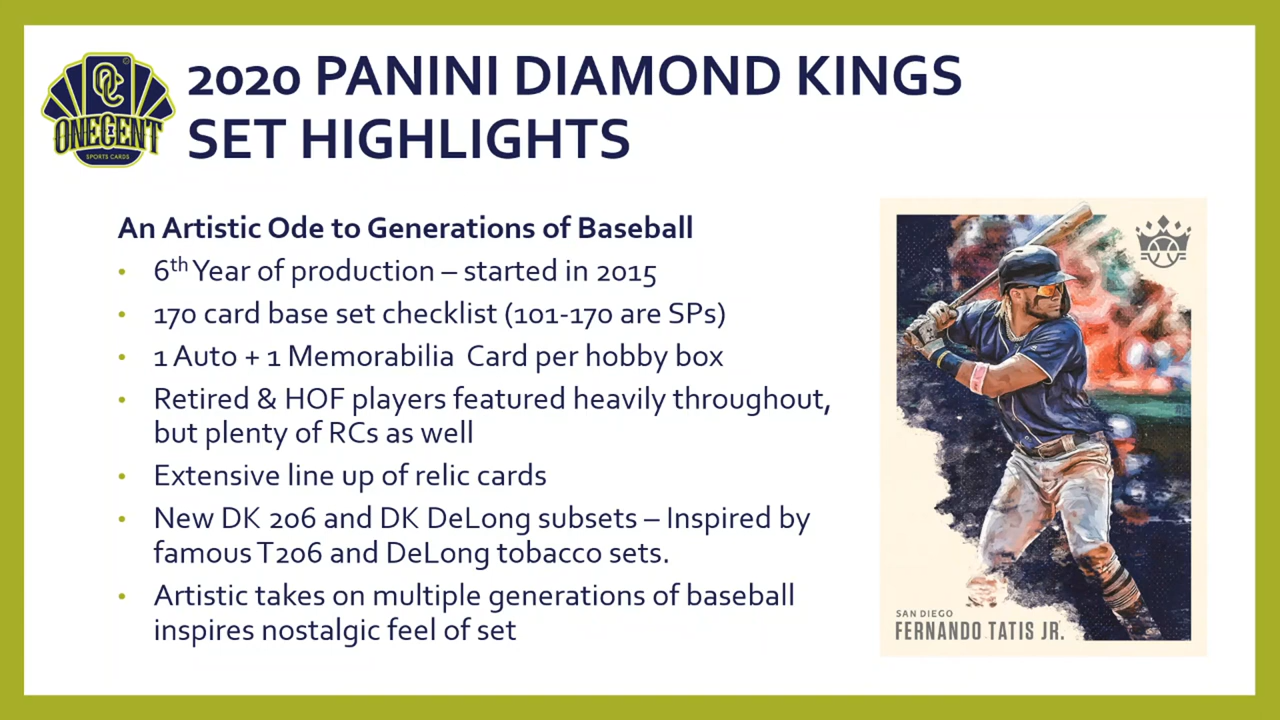 2020 PANINI DIAMOND KINGS
SET HIGHLIGHTS
ONECENT
SPORTS CARDS
An Artistic Ode to Generations of Baseball
• 6th Year of production – started in 2015
• 170 card base set checklist (101-170 are SPs)
• 1 Auto + 1 Memorabilia Card per hobby box
• Retired & HOF players featured heavily throughout,
but plenty of RCs as well
• Extensive line up of relic cards
• New DK 206 and DK DeLong subsets – Inspired by
famous T206 and DeLong tobacco sets.
• Artistic takes on multiple generations of baseball
inspires nostalgic feel of set
SAN DIEGO
FERNANDO TATIS JR.